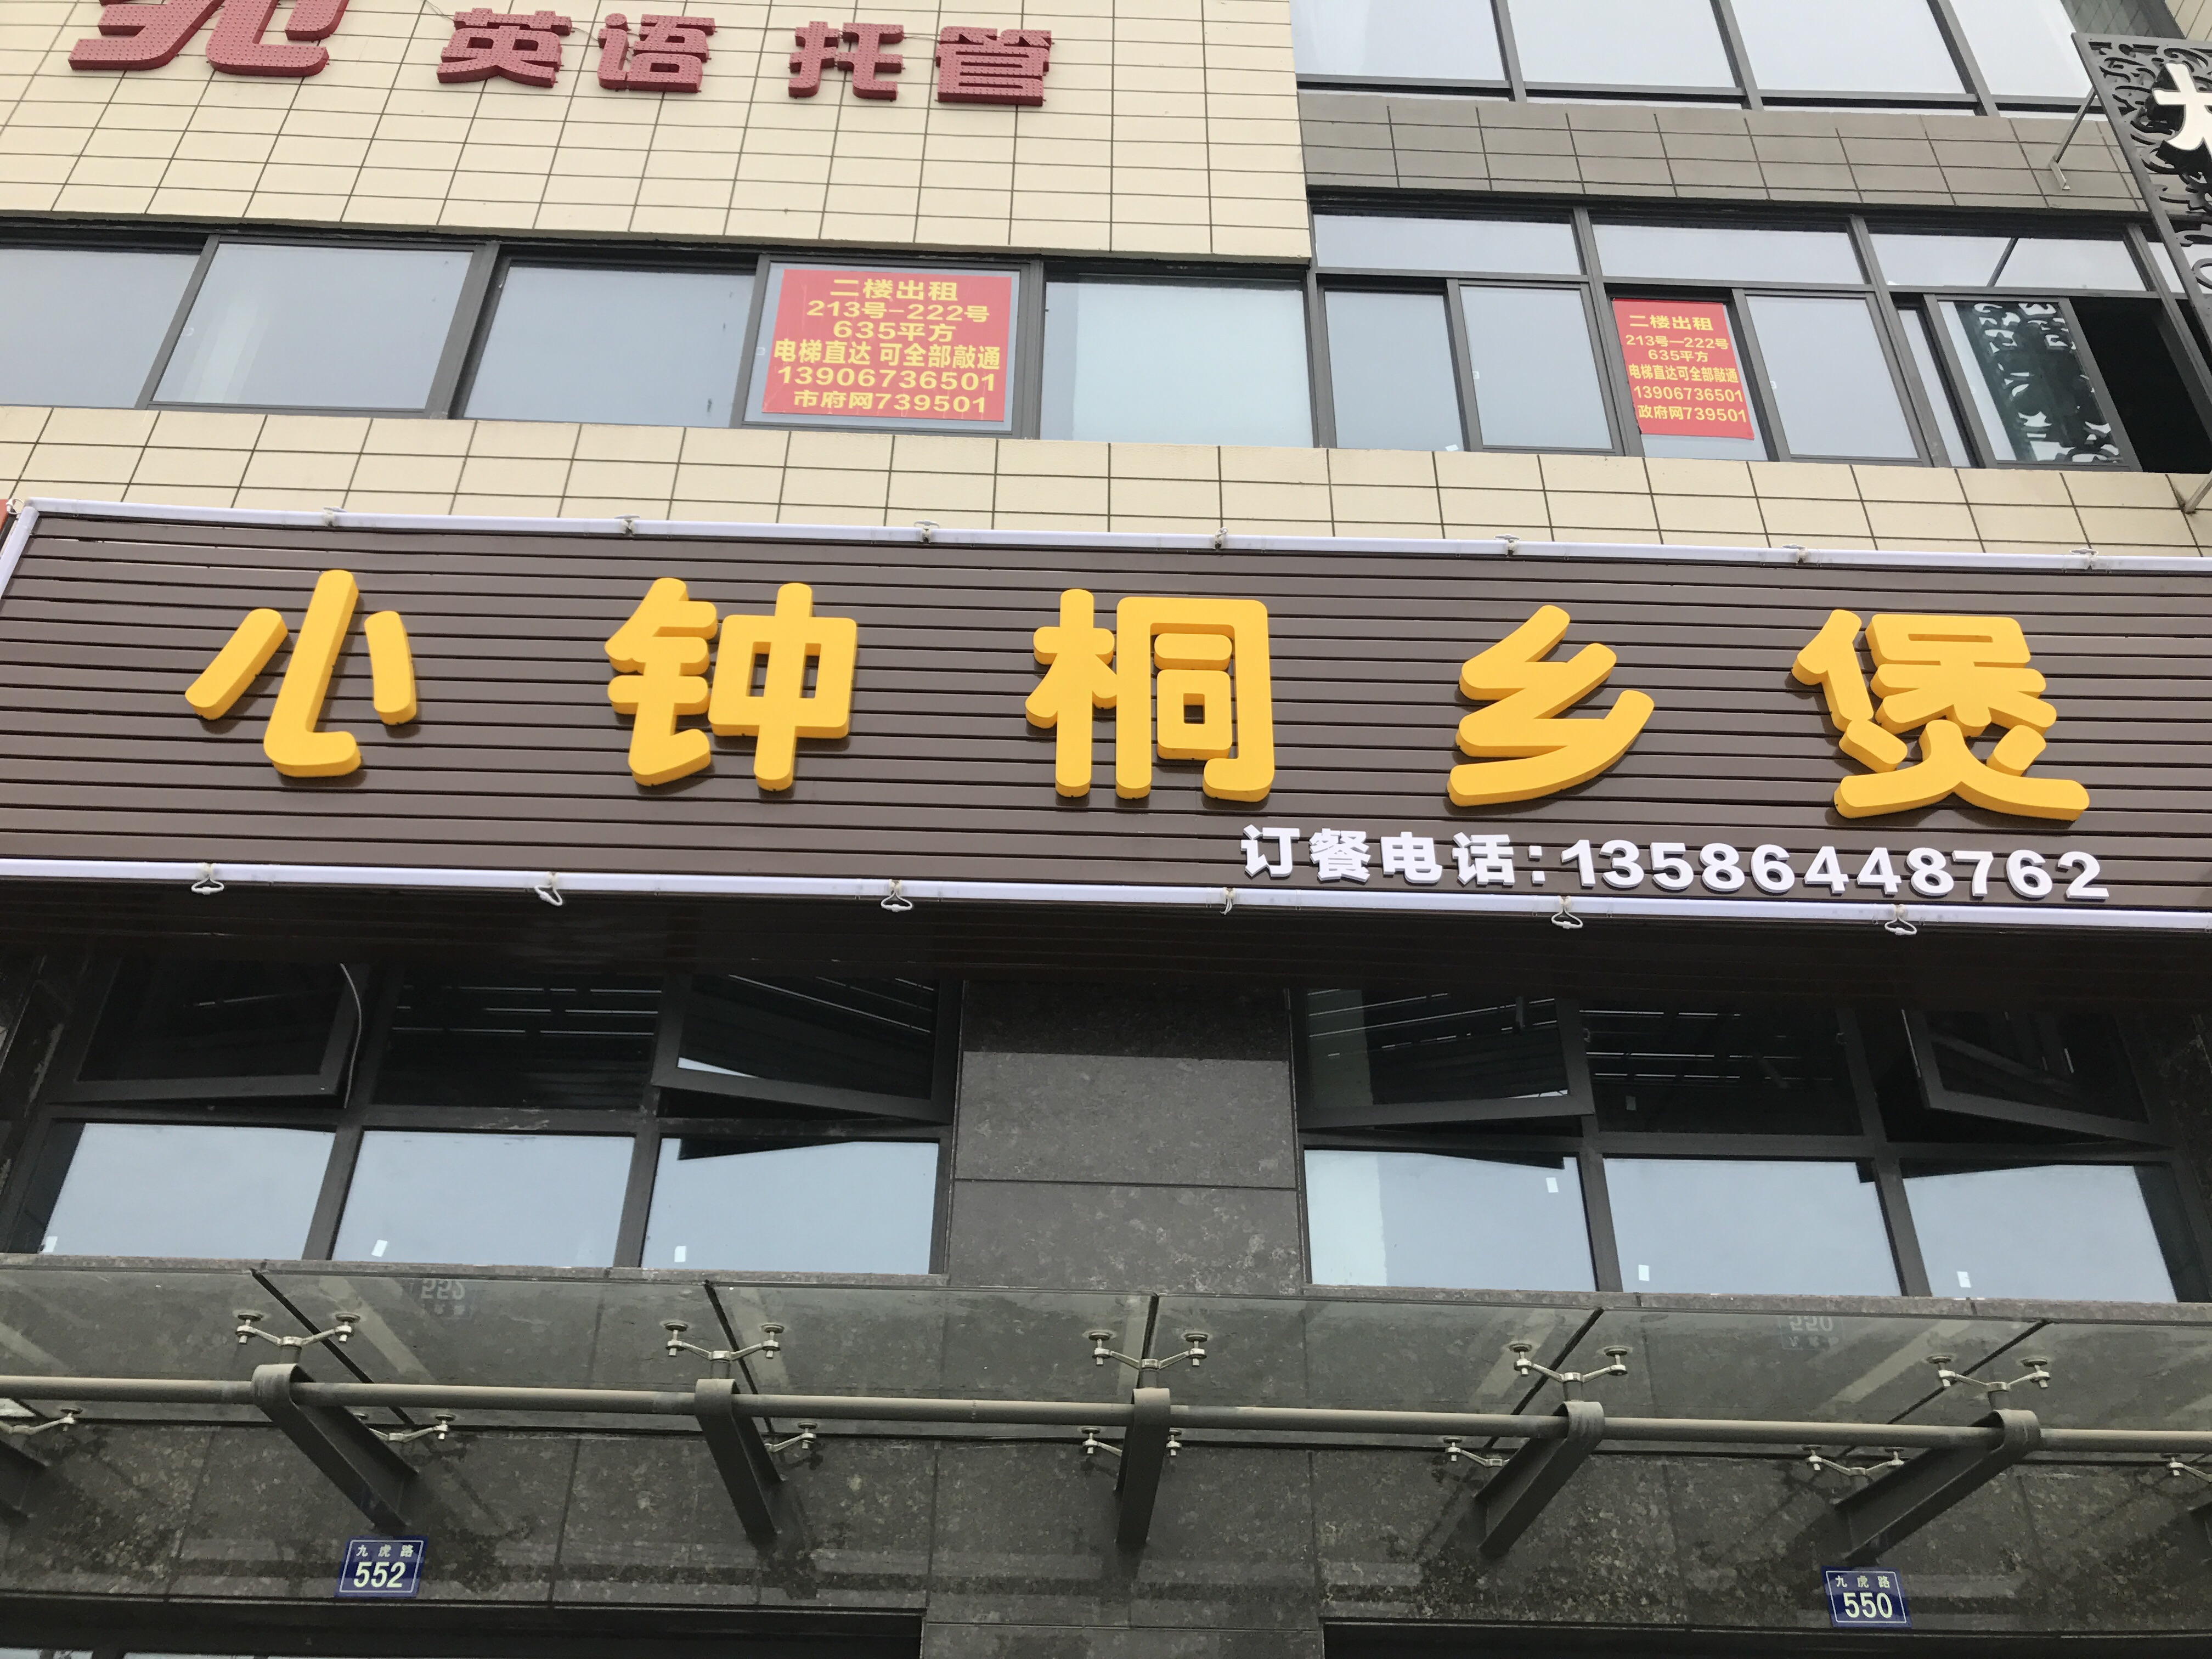 英语 托管
二楼出租
213号-222号
635平方
电梯直达 可全部敲通
13906736501
市府网739501
二楼出租
213号—222号
635平方
电梯直达可全部敲通
13906736501
政府网739501
小钟桐乡煲
订餐电话:13586448762
九虎路
552
九虎路
550